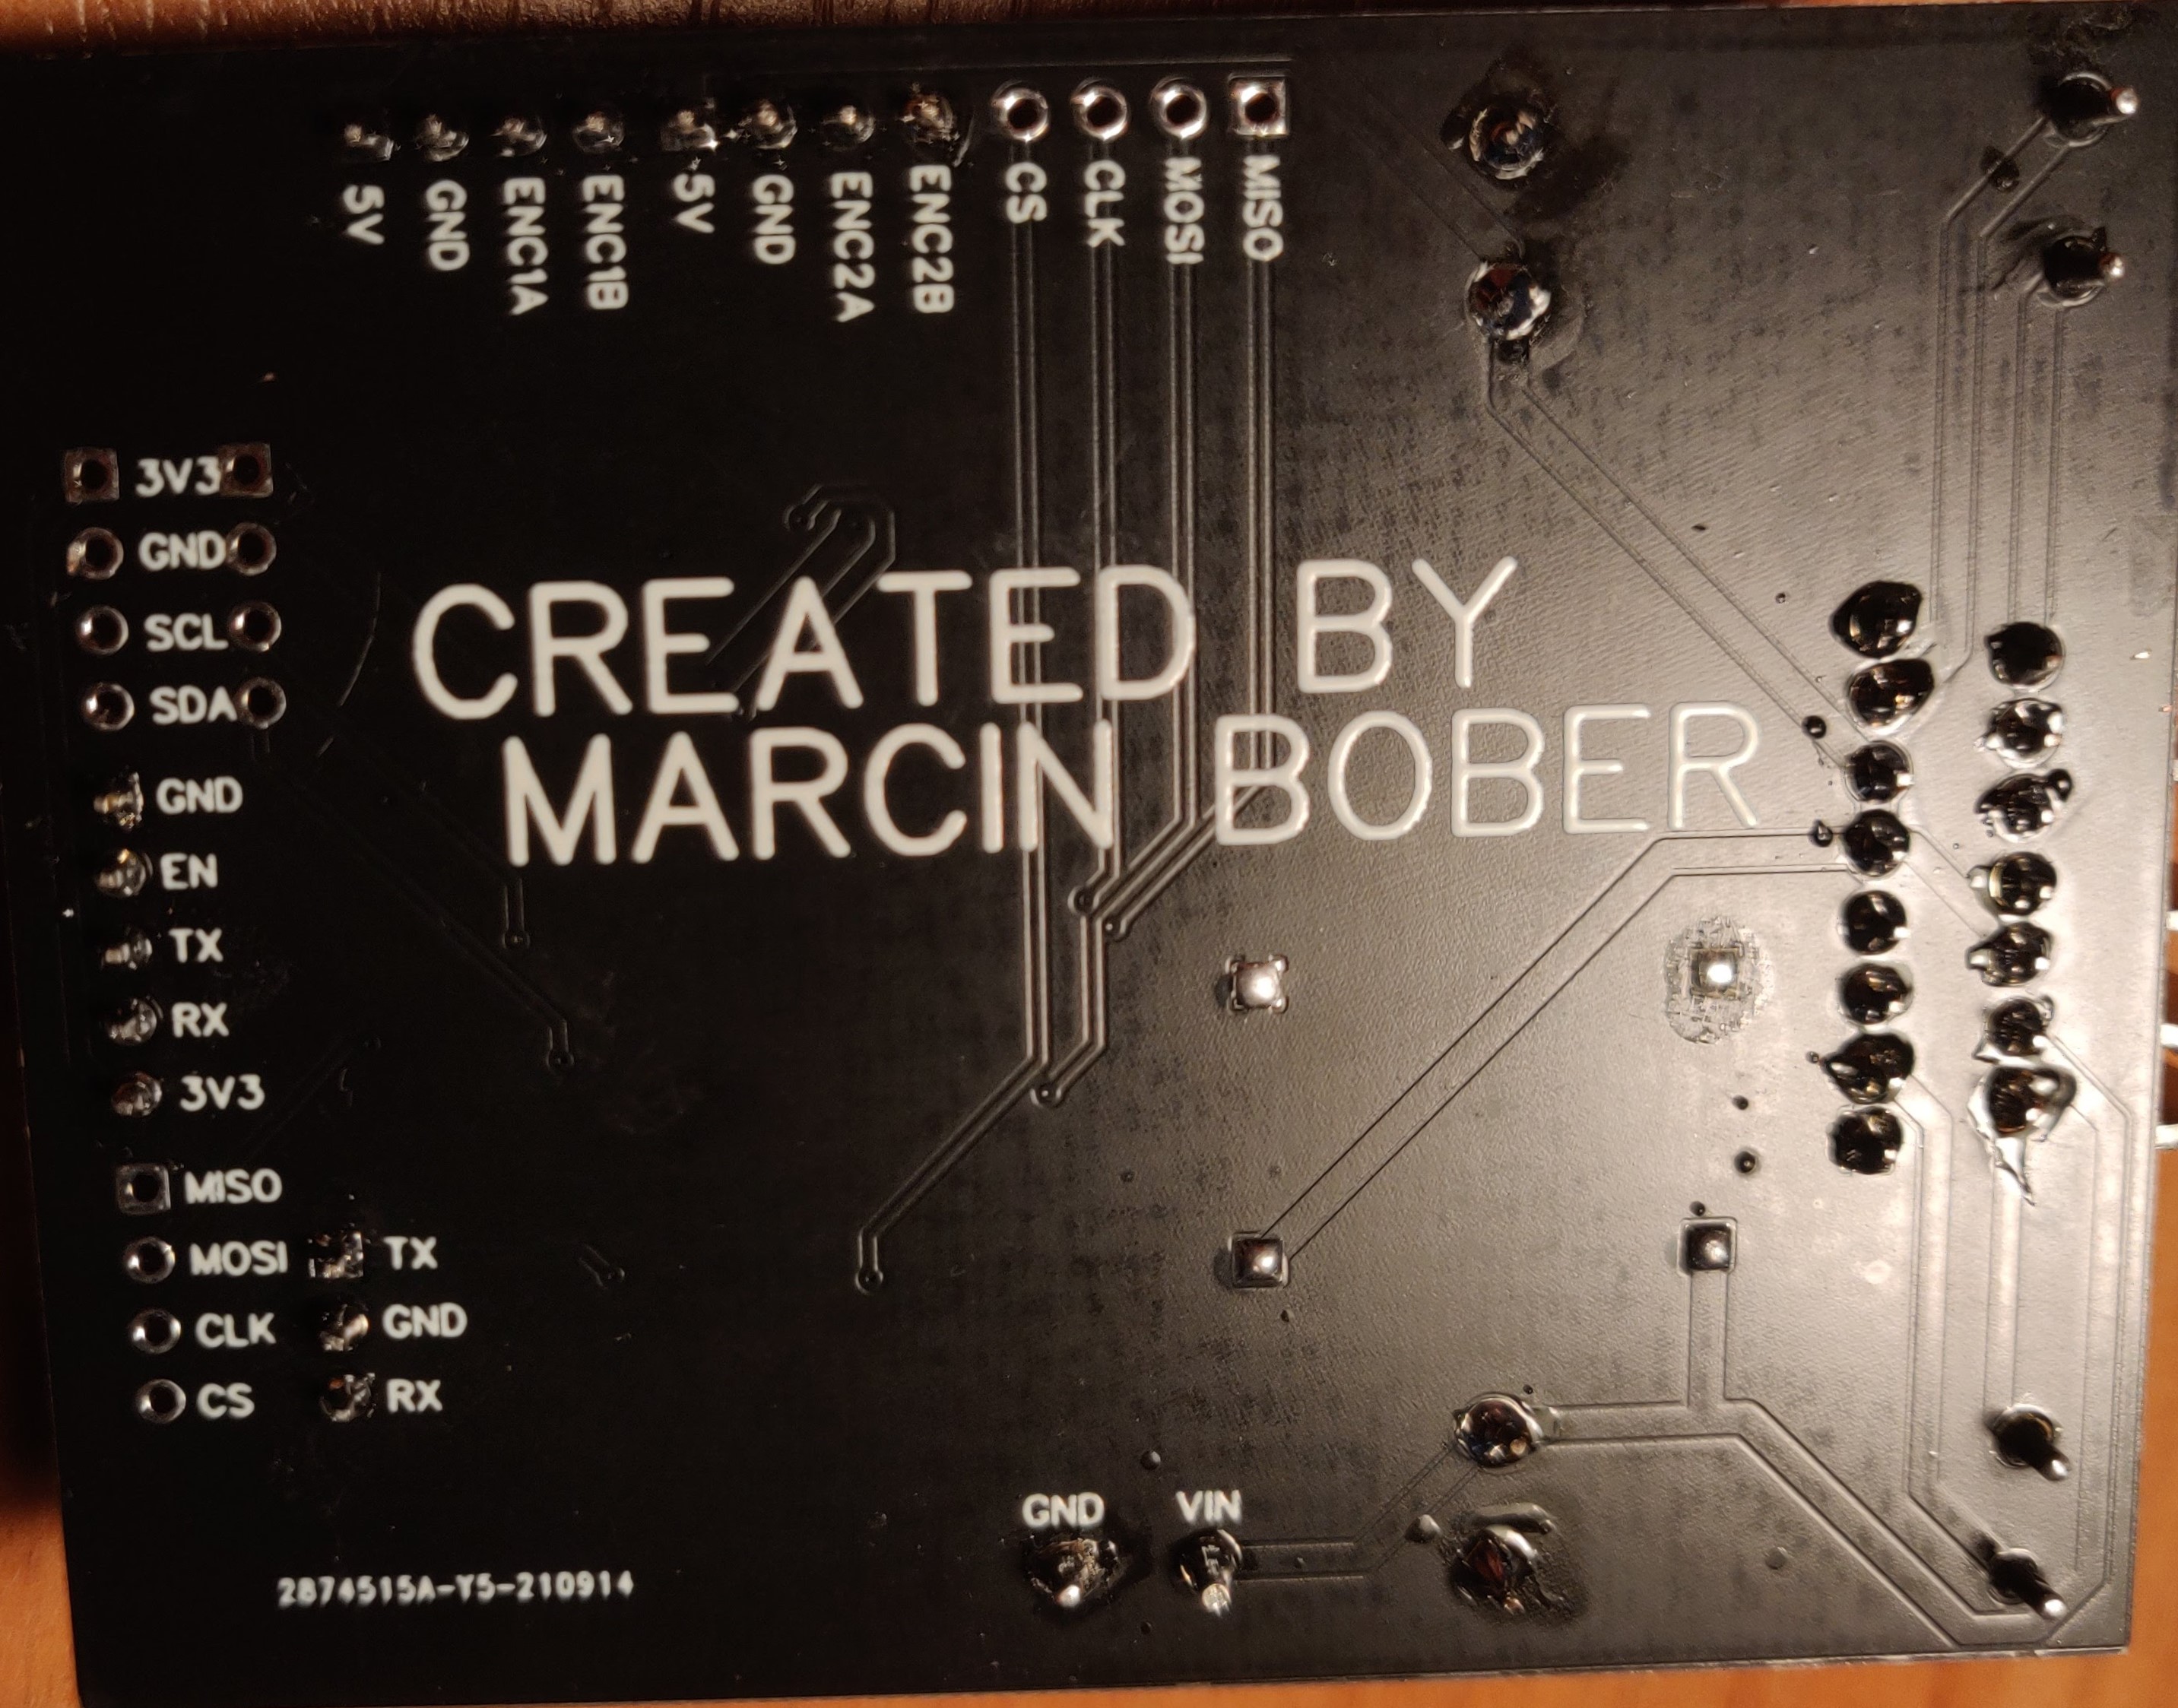 5V
GND
ENC1A
ENC1B
5V
GND
ENC2A
ENC2B
CS
CLK
MOSI
MISO
3V3
GND
SCL
SDA
GND
EN
TX
RX
3V3
MISO
MOSI
CLK
CS
TX
GND
RX
CREATED BY
MARCIN BOBER
GND
VIN
2874515A-Y5-210914